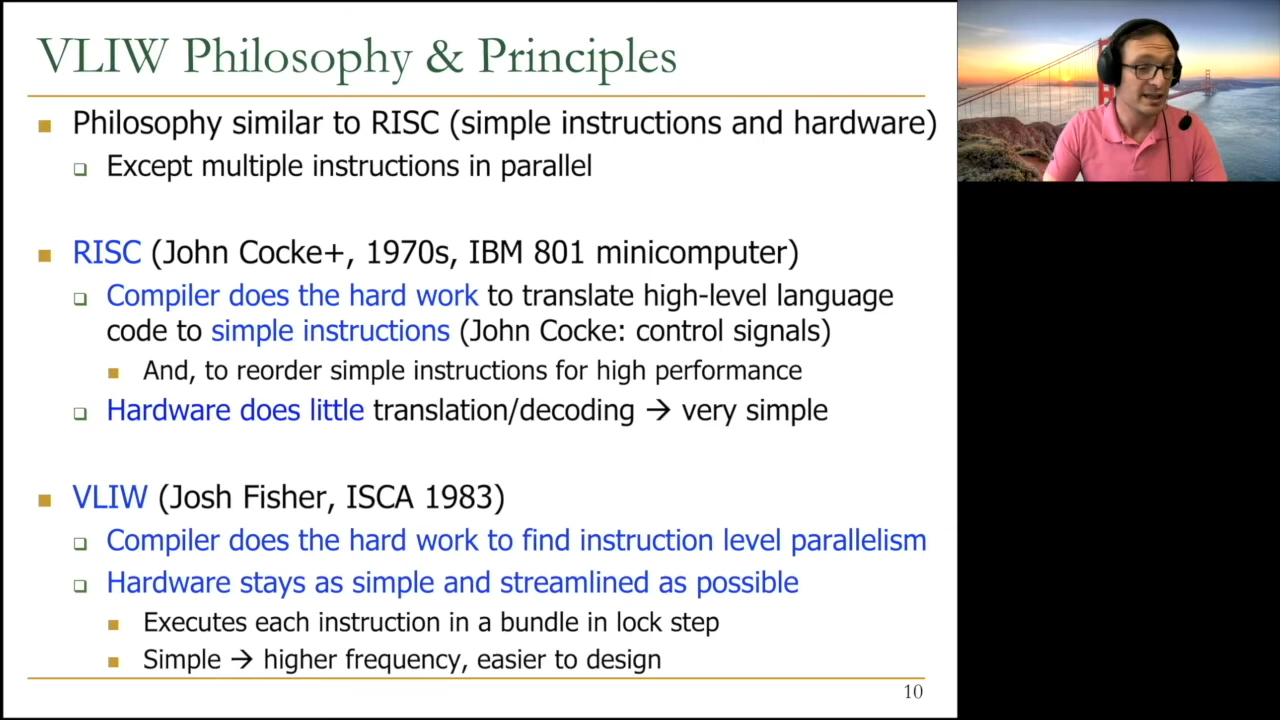 VLIW Philosophy & Principles
Philosophy similar to RISC (simple instructions and hardware)
Except multiple instructions in parallel
RISC (John Cocke+, 1970s, IBM 801 minicomputer)
Compiler does the hard work to translate high-level language
code to simple instructions (John Cocke: control signals)
And, to reorder simple instructions for high performance
Hardware does little translation/decoding → very simple
VLIW (Josh Fisher, ISCA 1983)
Compiler does the hard work to find instruction level parallelism
Hardware stays as simple and streamlined as possible
Executes each instruction in a bundle in lock step
Simple → higher frequency, easier to design
10